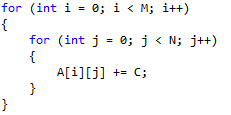 for (int i = 0; i < M; i++)
{
    for (int j = 0; j < N; j++)
    {
        A[i][j] += C;
    }
}